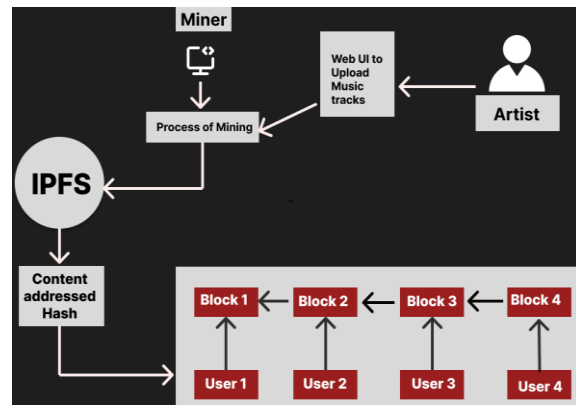 Miner
Web UI to
Upload
Music
tracks
Artist
Process of Mining
IPFS
Content
addressed
Hash
Block 1
Block 2
Block 3
Block 4
User 1
User 2
User 3
User 4